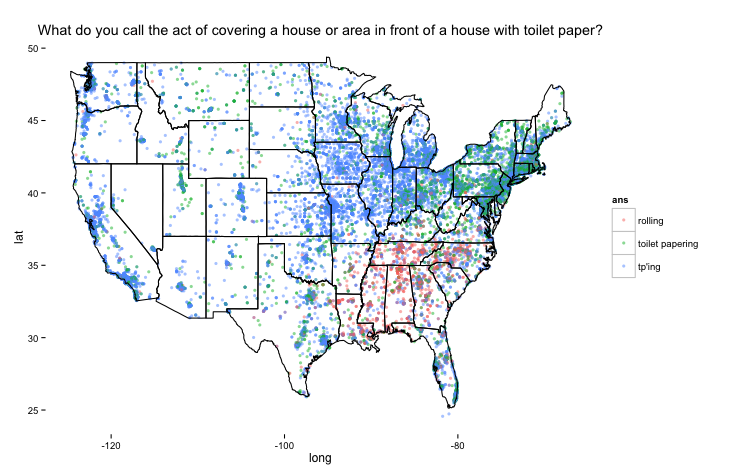 What do you call the act of covering a house or area in front of a house with toilet paper?
50
45
40
35
30
25
lat
-120
-100
-80
long
ans
rolling
toilet papering
tp'ing